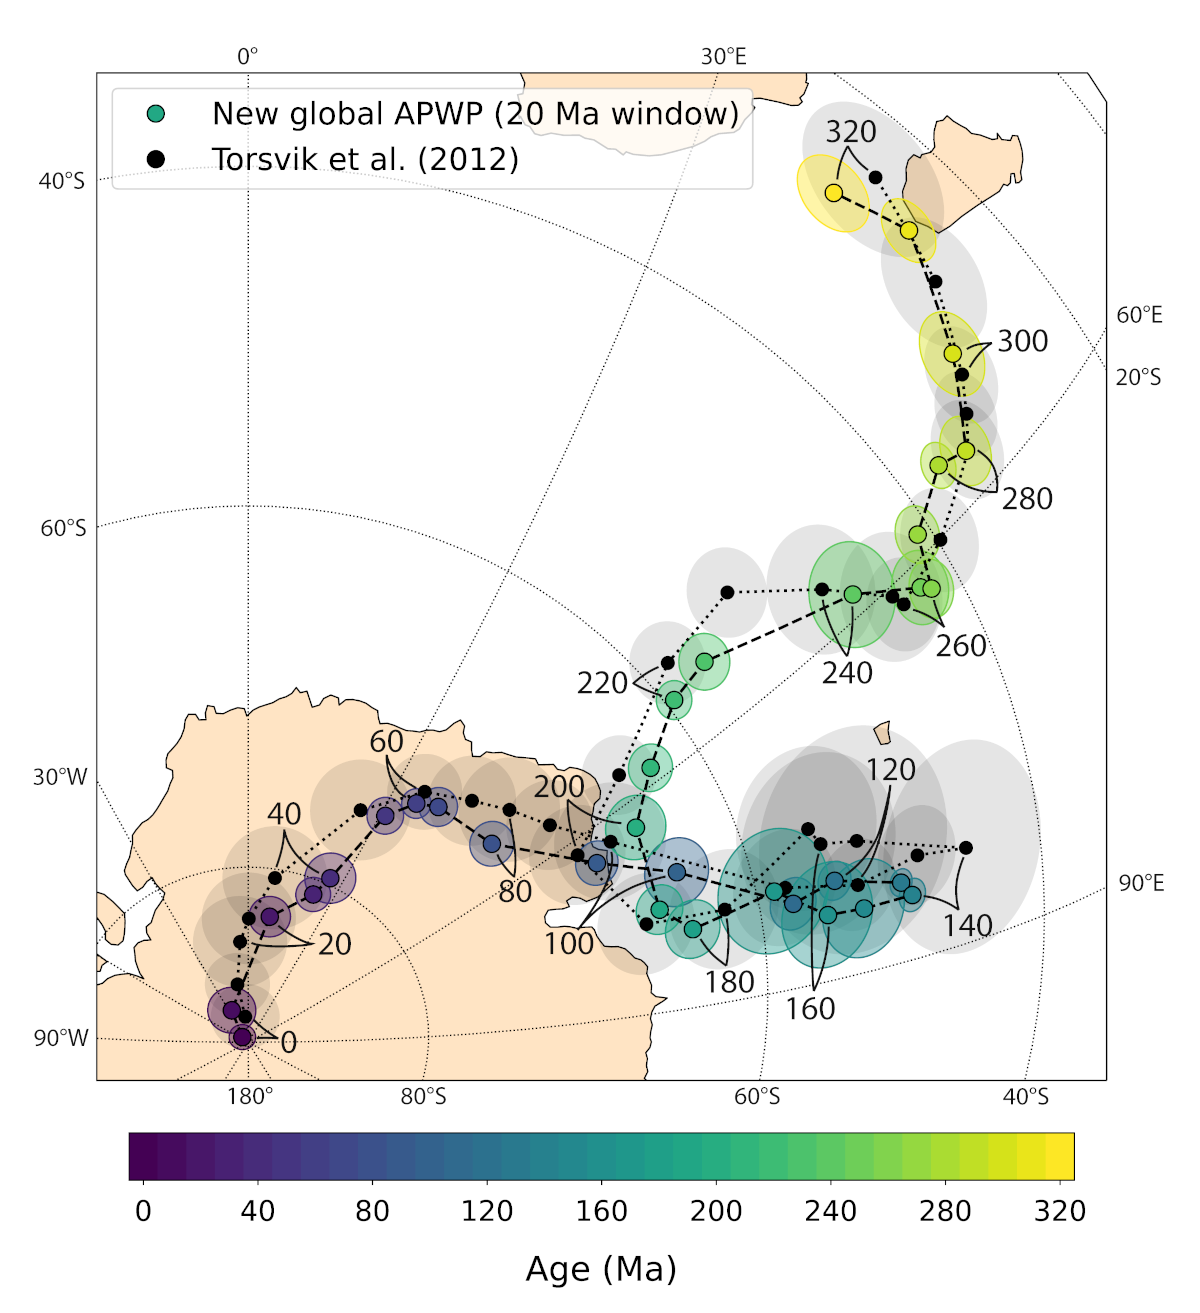 0° 30°E
New global APWP (20 Ma window)
Torsvik et al. (2012)
320
40°S
60°E
300
20°S
280
60°S
260
240
220
60
120
200
30°W
40
80
90°E
140
20
100
180
160
90°W
0
180° 80°S 60°S 40°S
0 40 80 120 160 200 240 280 320
Age (Ma)